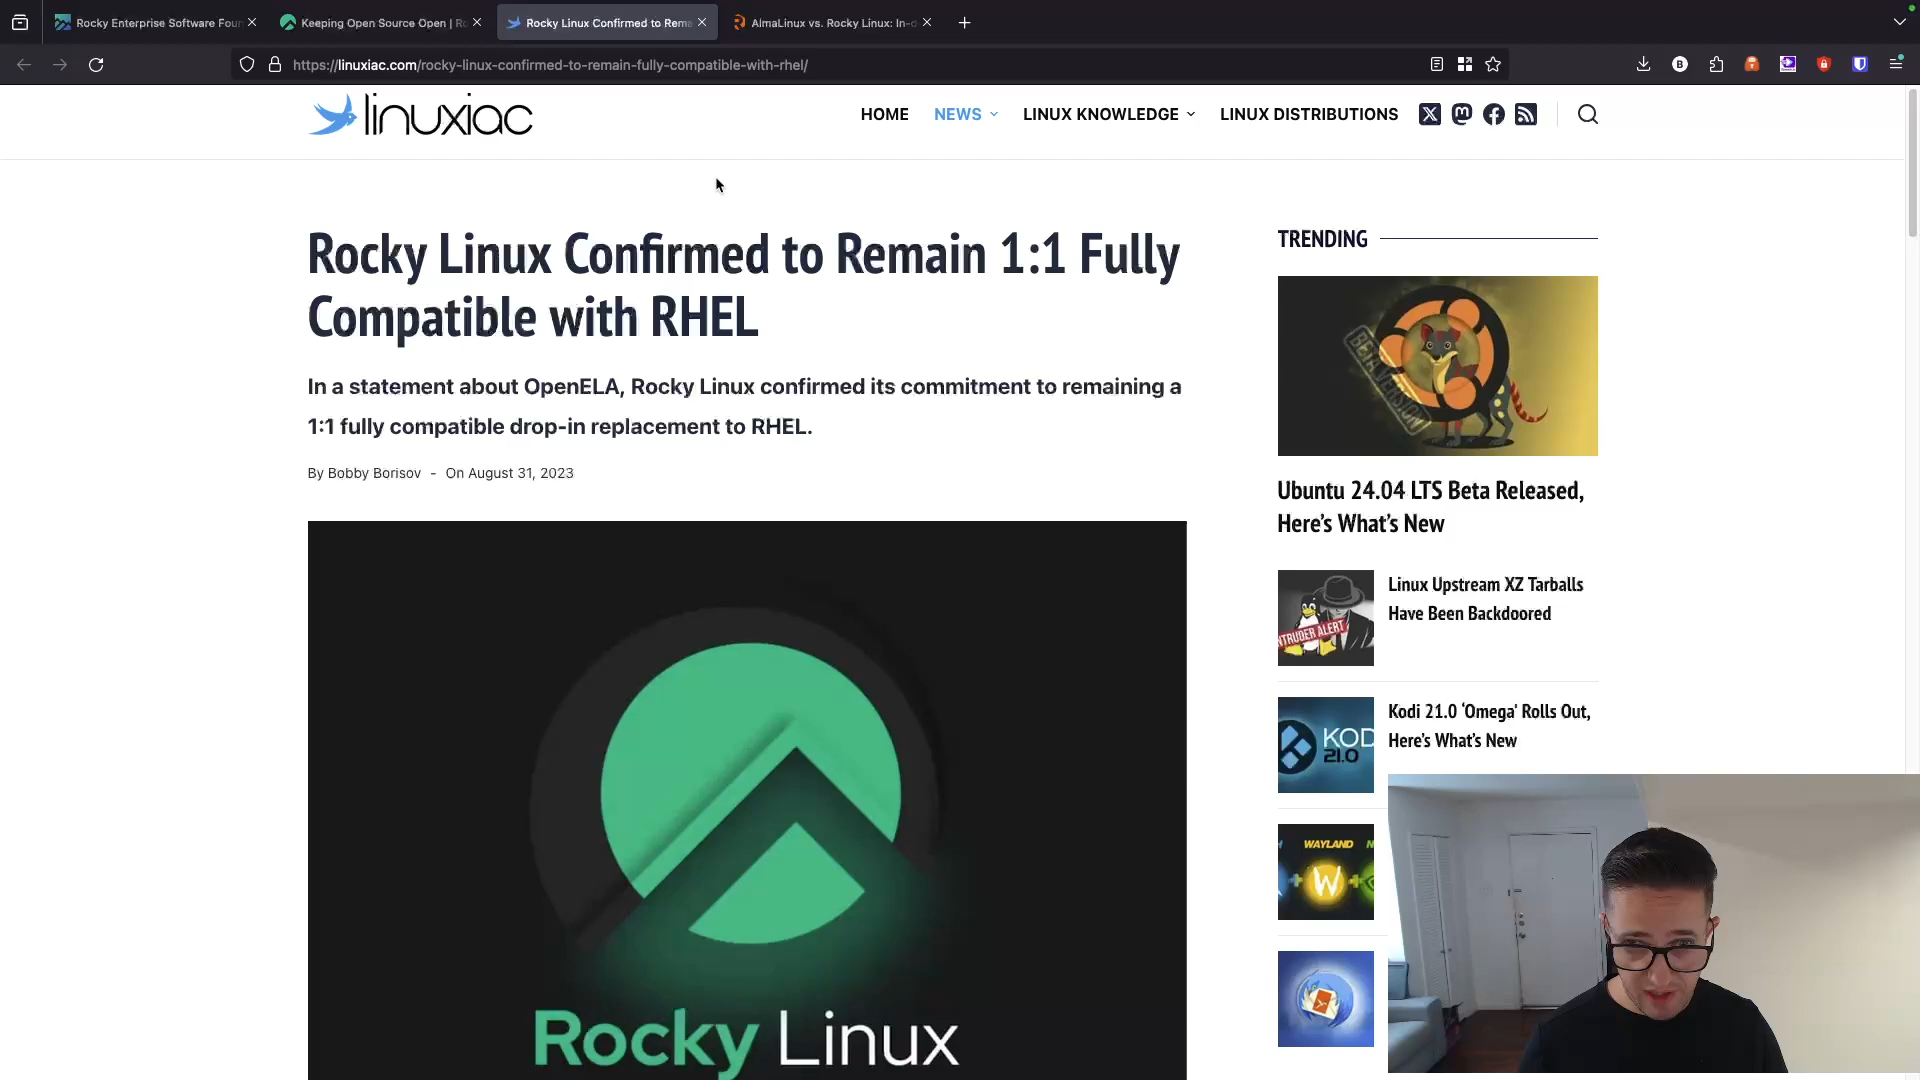 Rocky Enterprise Software Foun
Keeping Open Source Open | Ro
Rocky Linux Confirmed to Rema
AlmaLinux vs. Rocky Linux: In-d
https://linuxiac.com/rocky-linux-confirmed-to-remain-fully-compatible-with-rhel/
linuxiac
HOME
NEWS
LINUX KNOWLEDGE
LINUX DISTRIBUTIONS
Rocky Linux Confirmed to Remain 1:1 Fully
Compatible with RHEL
In a statement about OpenELA, Rocky Linux confirmed its commitment to remaining a
1:1 fully compatible drop-in replacement to RHEL.
By Bobby Borisov - On August 31, 2023
Rocky Linux
TRENDING
BETA VERSION
Ubuntu 24.04 LTS Beta Released,
Here's What's New
INTRUDER ALERT
Linux Upstream XZ Tarballs
Have Been Backdoored
KOD
21.0
Kodi 21.0 ‘Omega’ Rolls Out,
Here's What's New
WAYLAND N
W